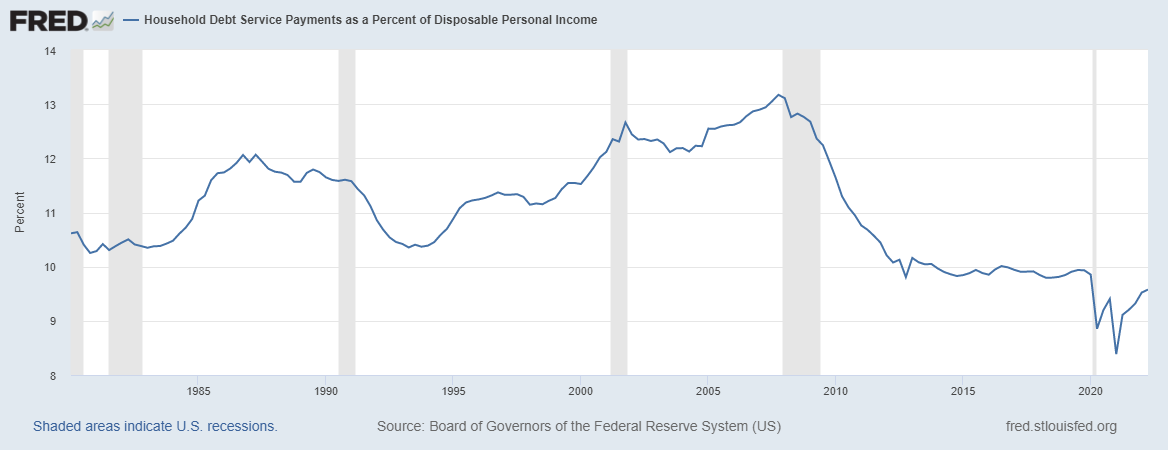 FRED
Household Debt Service Payments as a Percent of Disposable Personal Income
14
13
12
11
10
9
8
Percent
1985 1990 1995 2000 2005 2010 2015 2020
Shaded areas indicate U.S. recessions. Source: Board of Governors of the Federal Reserve System (US) fred.stlouisfed.org